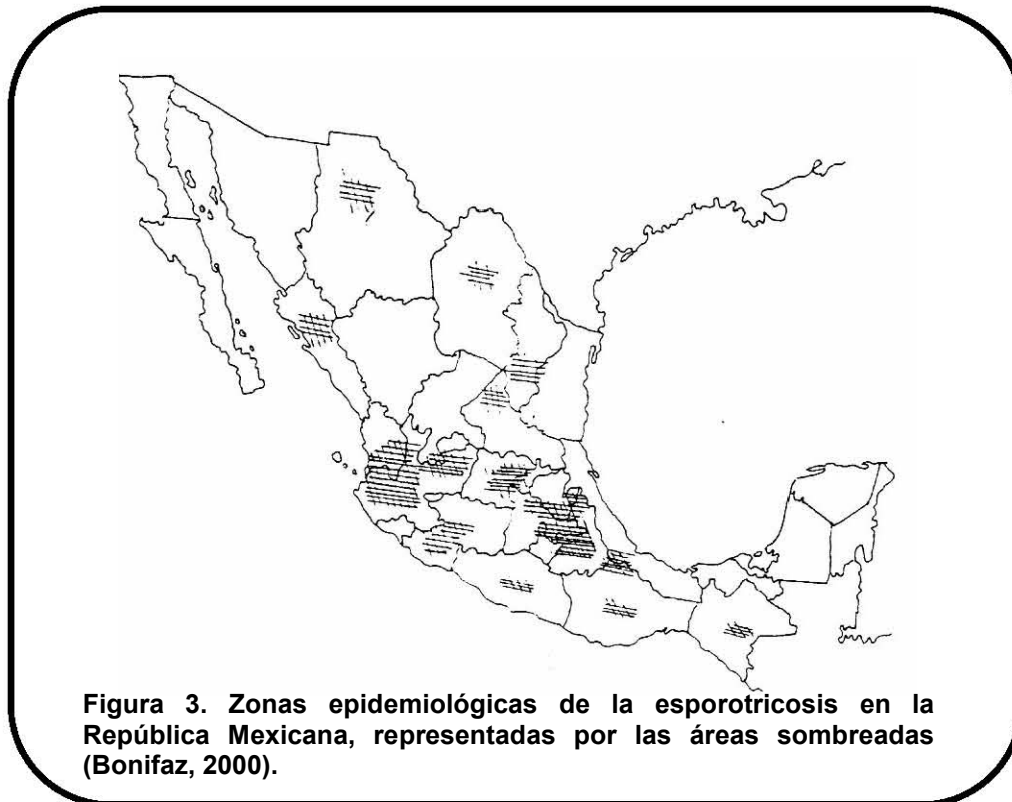 Figura 3. Zonas epidemiológicas de la esporotricosis en la
República Mexicana, representadas por las áreas sombreadas
(Bonifaz, 2000).